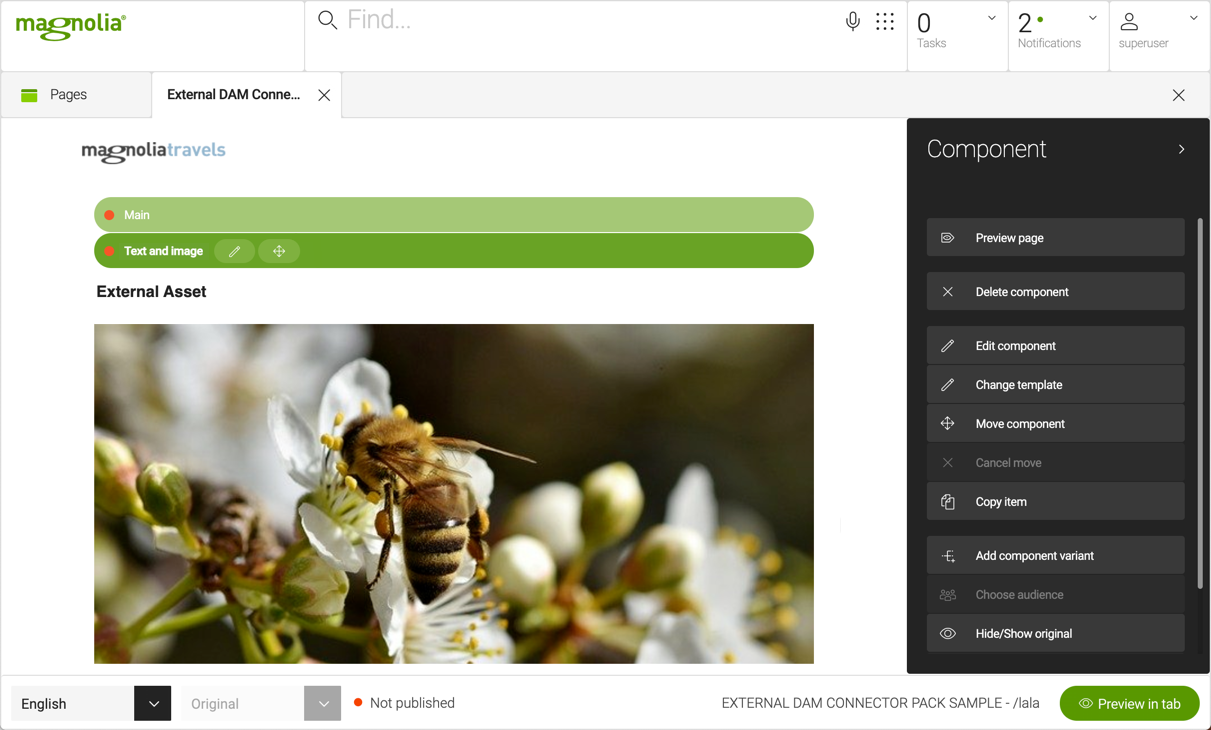 magnolia®
Find...
0
Tasks
2
Notifications
superuser
Pages
External DAM Conne...
magnoliatravels
Main
Text and image
External Asset
Component
Preview page
Delete component
Edit component
Change template
Move component
Cancel move
Copy item
Add component variant
Choose audience
Hide/Show original
English
Original
Not published
EXTERNAL DAM CONNECTOR PACK SAMPLE - /lala
Preview in tab